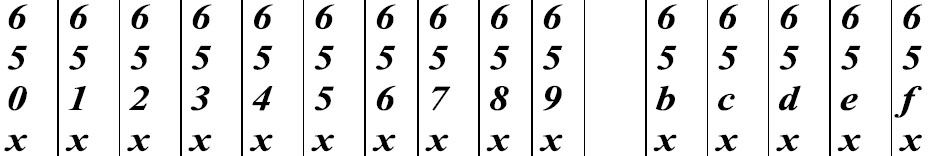 6 6 6 6 6 6 6 6 6 6 6 6 6 6 6
5 5 5 5 5 5 5 5 5 5 5 5 5 5 5
0 1 2 3 4 5 6 7 8 9 b c d e f
x x x x x x x x x x x x x x x